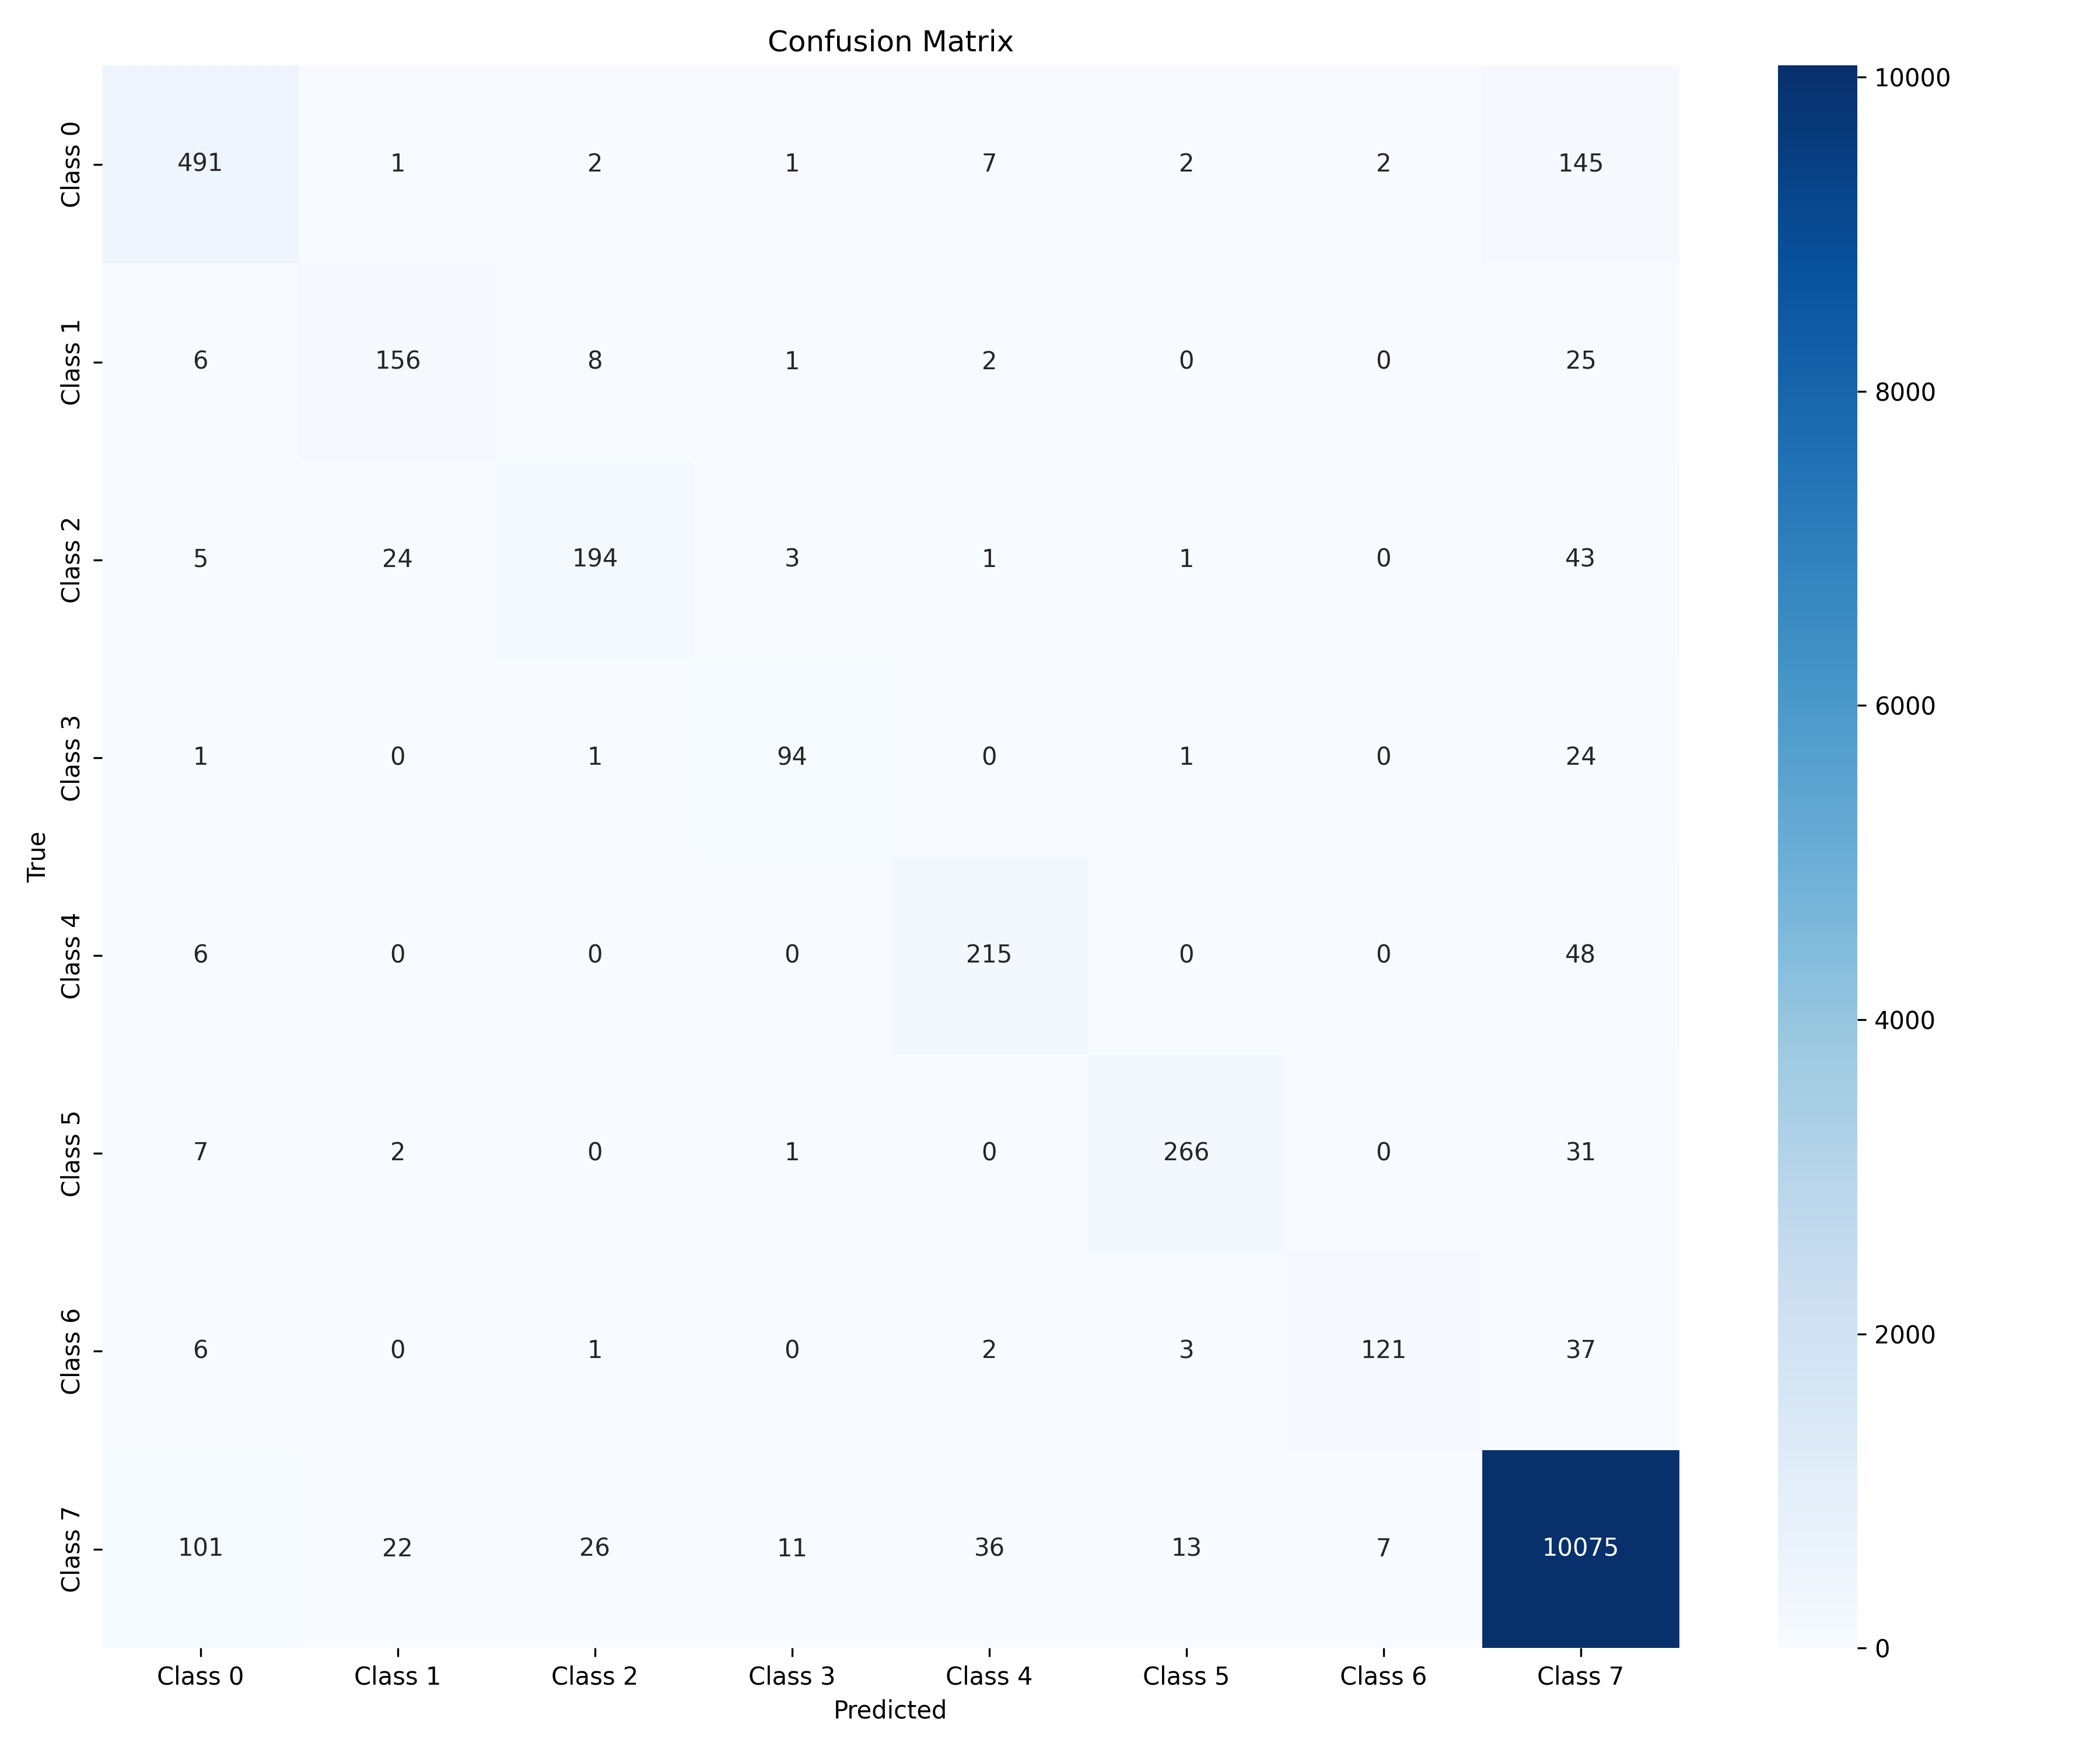 Confusion Matrix
Class 0
491 1 2 1 7 2 2 145
Class 1
6 156 8 1 2 0 0 25
Class 2
5 24 194 3 1 1 0 43
Class 3
1 0 1 94 0 1 0 24
Class 4
6 0 0 0 215 0 0 48
Class 5
7 2 0 1 0 266 0 31
Class 6
6 0 1 0 2 3 121 37
Class 7
101 22 26 11 36 13 7 10075
True
Class 0 Class 1 Class 2 Class 3 Class 4 Class 5 Class 6 Class 7
Predicted
10000
8000
6000
4000
2000
0